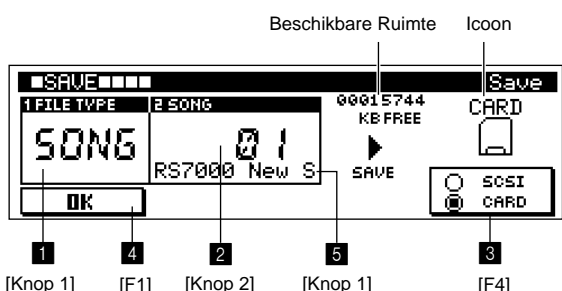 Beschikbare Ruimte Icoon
■SAVE■■■■ Save
1 FILE TYPE 2 SONG 00015744 CARD
KB FREE
SONG 01
RS7000 New S SAVE
OK SCSI
CARD
1 4 2 5 3
[Knop 1] [F1] [Knop 2] [Knop 1] [F4]